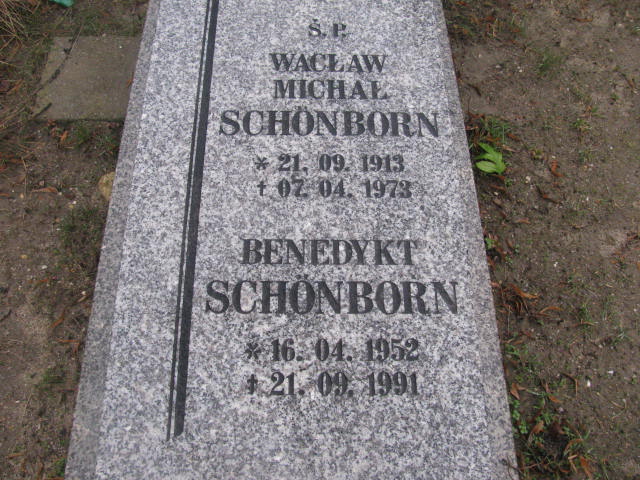 Ś. P.
WACŁAW
MICHAŁ
SCHÖNBORN
* 21. 09. 1913
† 07. 04. 1973
BENEDYKT
SCHÖNBORN
* 16. 04. 1952
† 21. 09. 1991